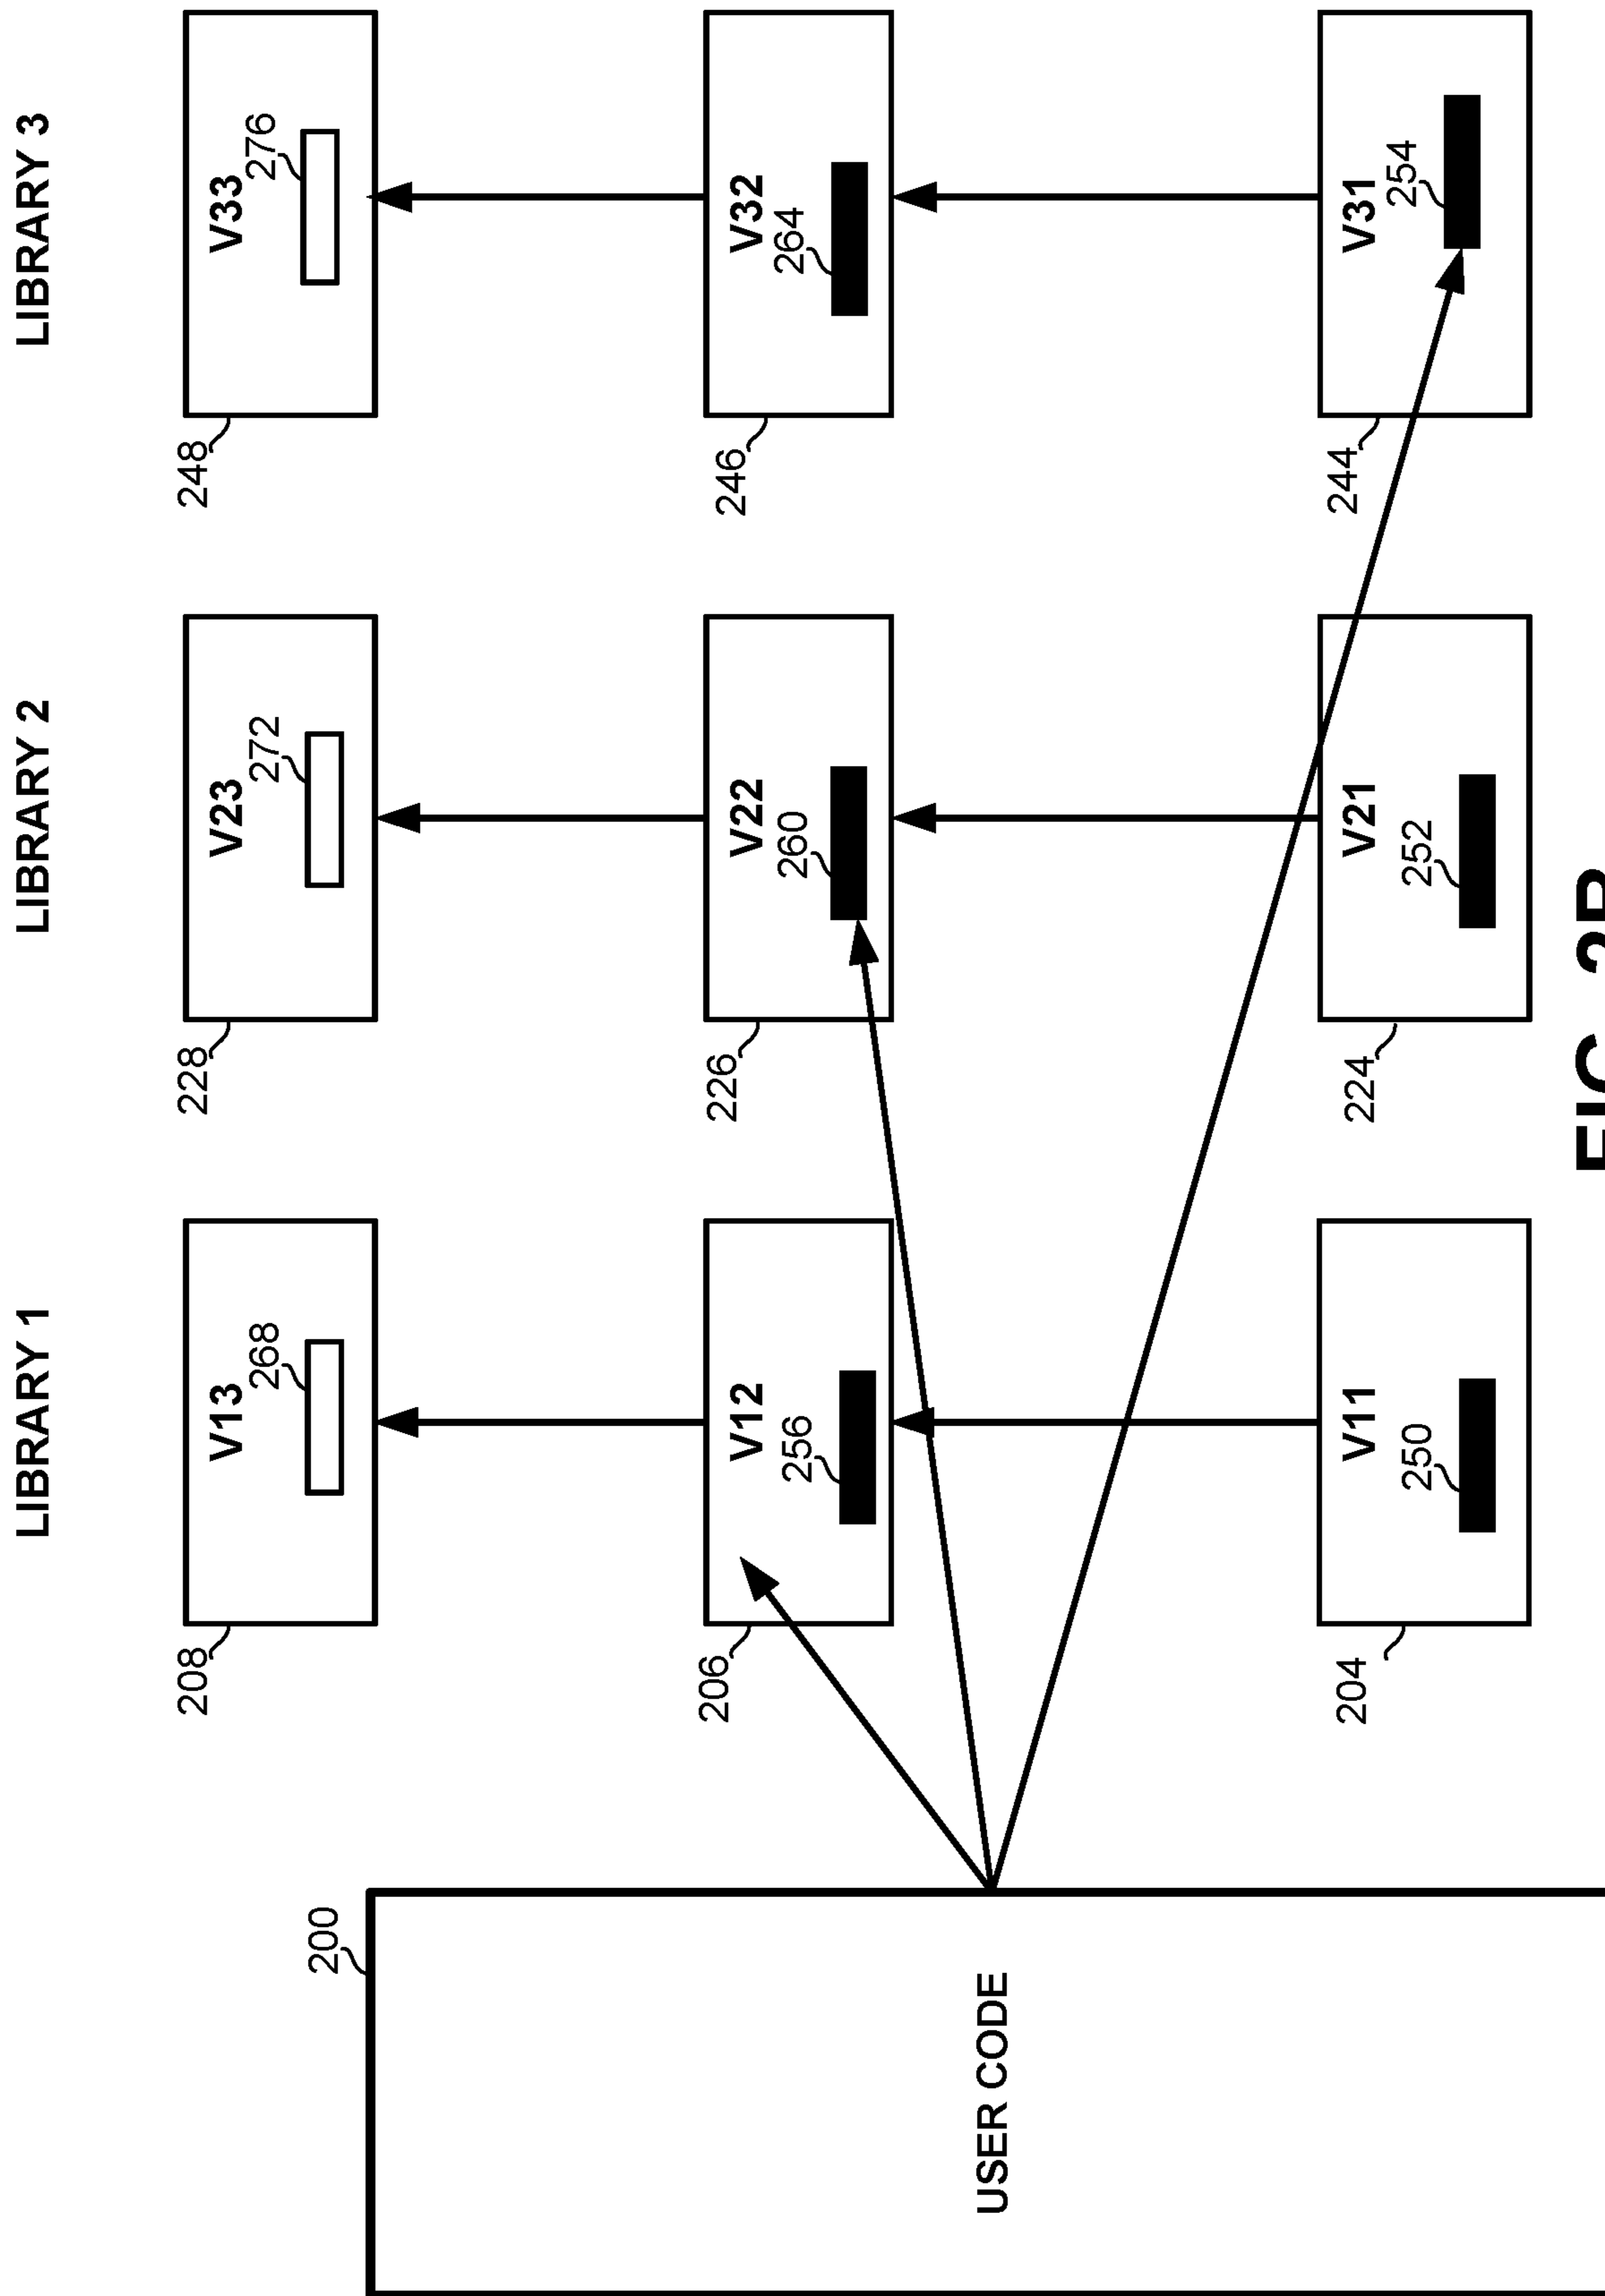 LIBRARY 1
LIBRARY 2
LIBRARY 3
208
V13
268
228
V23
272
248
V33
276
200
USER CODE
206
V12
256
226
V22
260
246
V32
264
204
V11
250
224
V21
252
244
V31
254